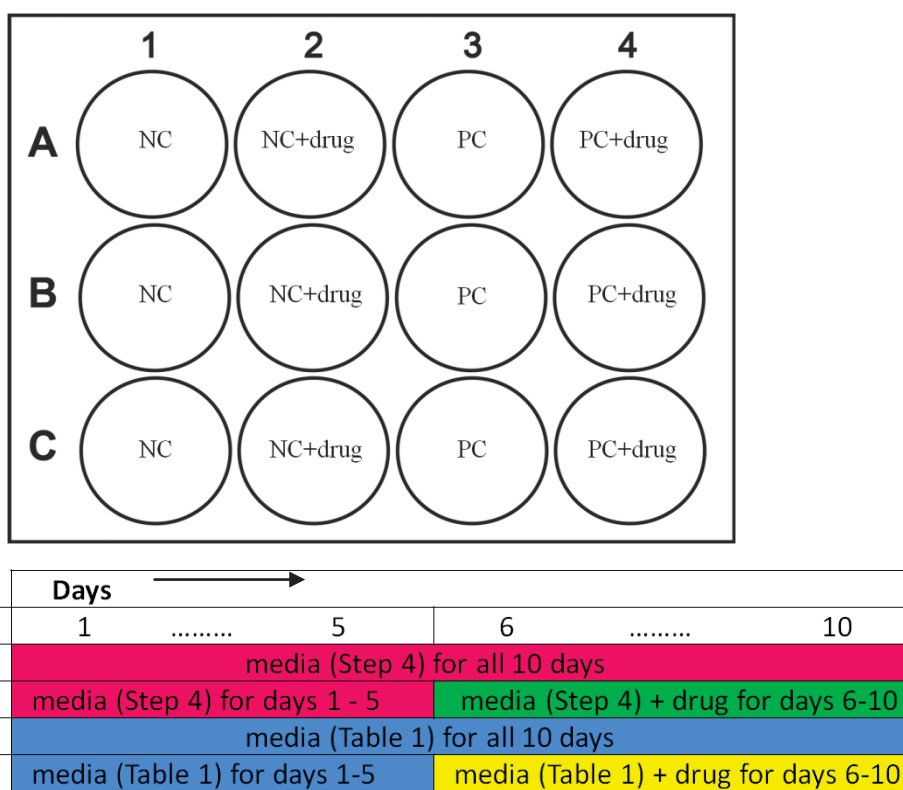 1 2 3 4
A NC NC+drug PC PC+drug
B NC NC+drug PC PC+drug
C NC NC+drug PC PC+drug
Days
1 ......... 5 6 ......... 10
media (Step 4) for all 10 days
media (Step 4) for days 1 - 5 media (Step 4) + drug for days 6-10
media (Table 1) for all 10 days
media (Table 1) for days 1-5 media (Table 1) + drug for days 6-10